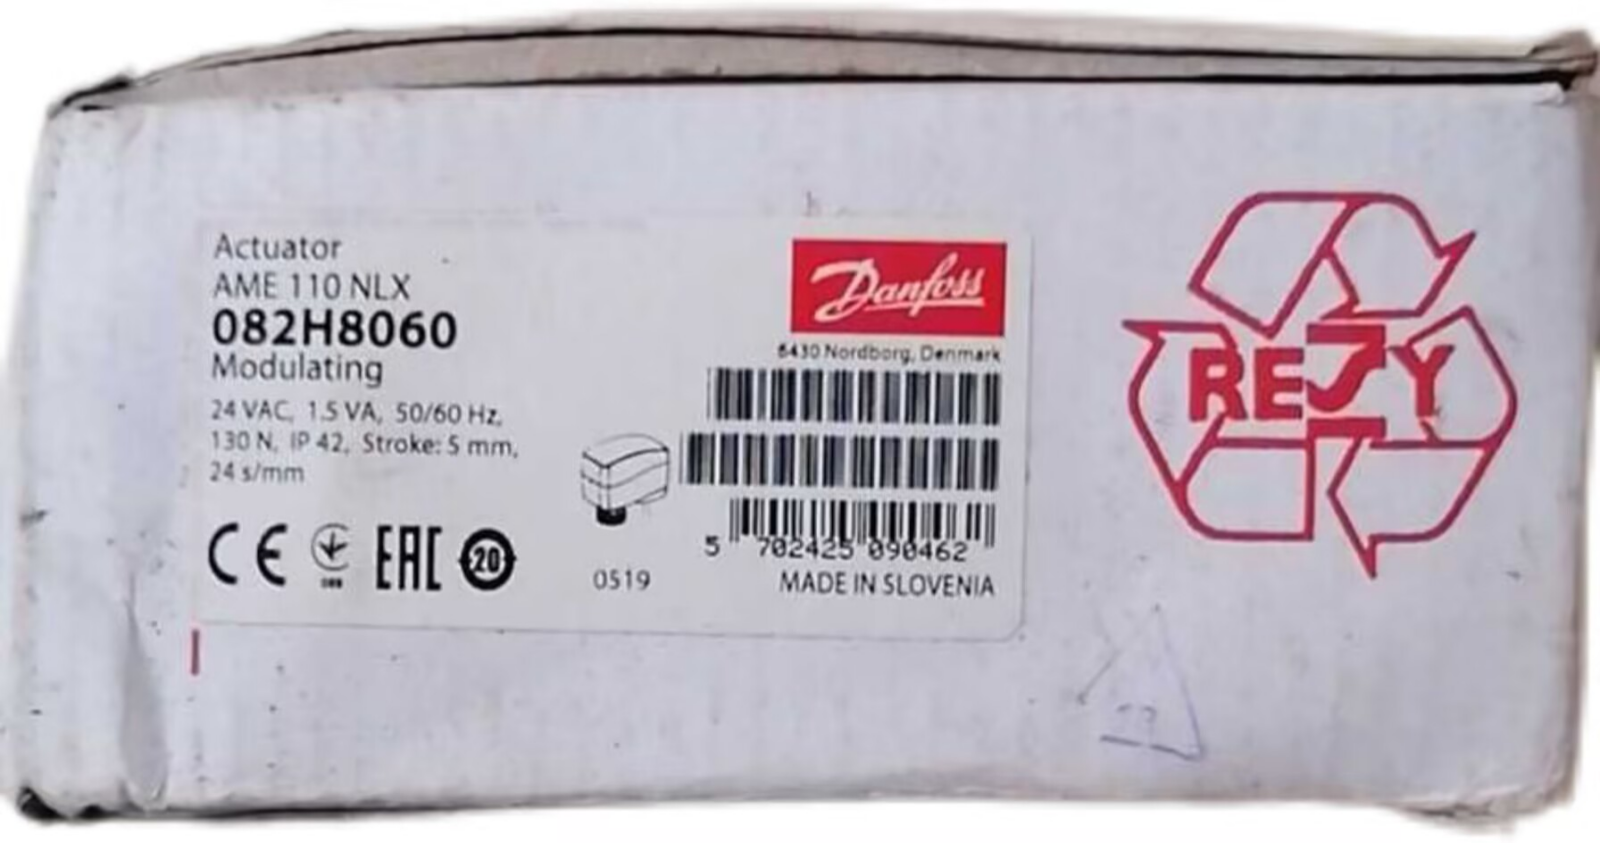 Actuator
AME 110 NLX
082H8060
Modulating
24 VAC, 1.5 VA, 50/60 Hz,
130 N, IP 42, Stroke: 5 mm,
24 s/mm
CE EAC 20
0519
Danfoss
6430 Nordborg, Denmark
5 702425 090462
MADE IN SLOVENIA
RESY